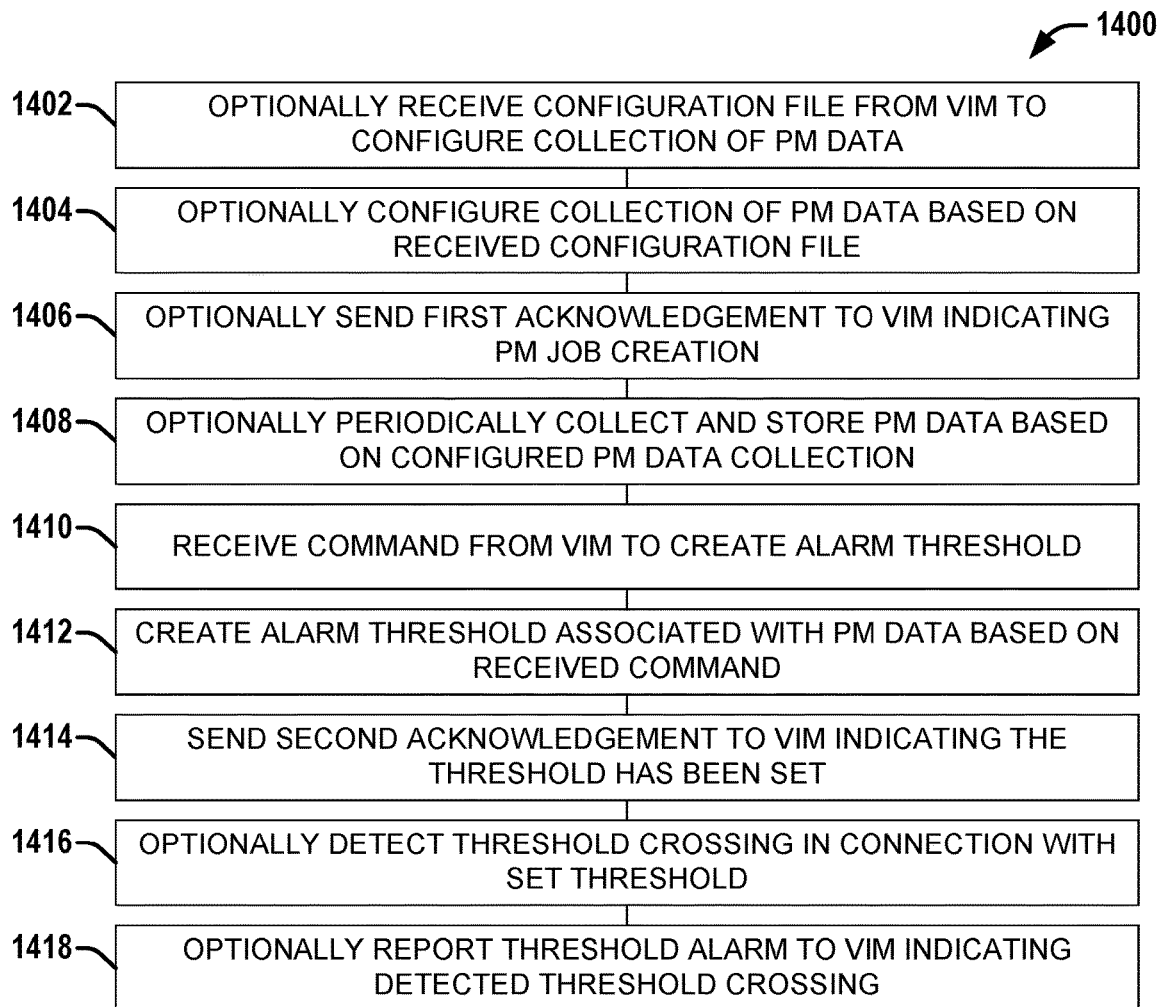 1400
1402
OPTIONALLY RECEIVE CONFIGURATION FILE FROM VIM TO
CONFIGURE COLLECTION OF PM DATA
1404
OPTIONALLY CONFIGURE COLLECTION OF PM DATA BASED ON
RECEIVED CONFIGURATION FILE
1406
OPTIONALLY SEND FIRST ACKNOWLEDGEMENT TO VIM INDICATING
PM JOB CREATION
1408
OPTIONALLY PERIODICALLY COLLECT AND STORE PM DATA BASED
ON CONFIGURED PM DATA COLLECTION
1410
RECEIVE COMMAND FROM VIM TO CREATE ALARM THRESHOLD
1412
CREATE ALARM THRESHOLD ASSOCIATED WITH PM DATA BASED ON
RECEIVED COMMAND
1414
SEND SECOND ACKNOWLEDGEMENT TO VIM INDICATING THE
THRESHOLD HAS BEEN SET
1416
OPTIONALLY DETECT THRESHOLD CROSSING IN CONNECTION WITH
SET THRESHOLD
1418
OPTIONALLY REPORT THRESHOLD ALARM TO VIM INDICATING
DETECTED THRESHOLD CROSSING